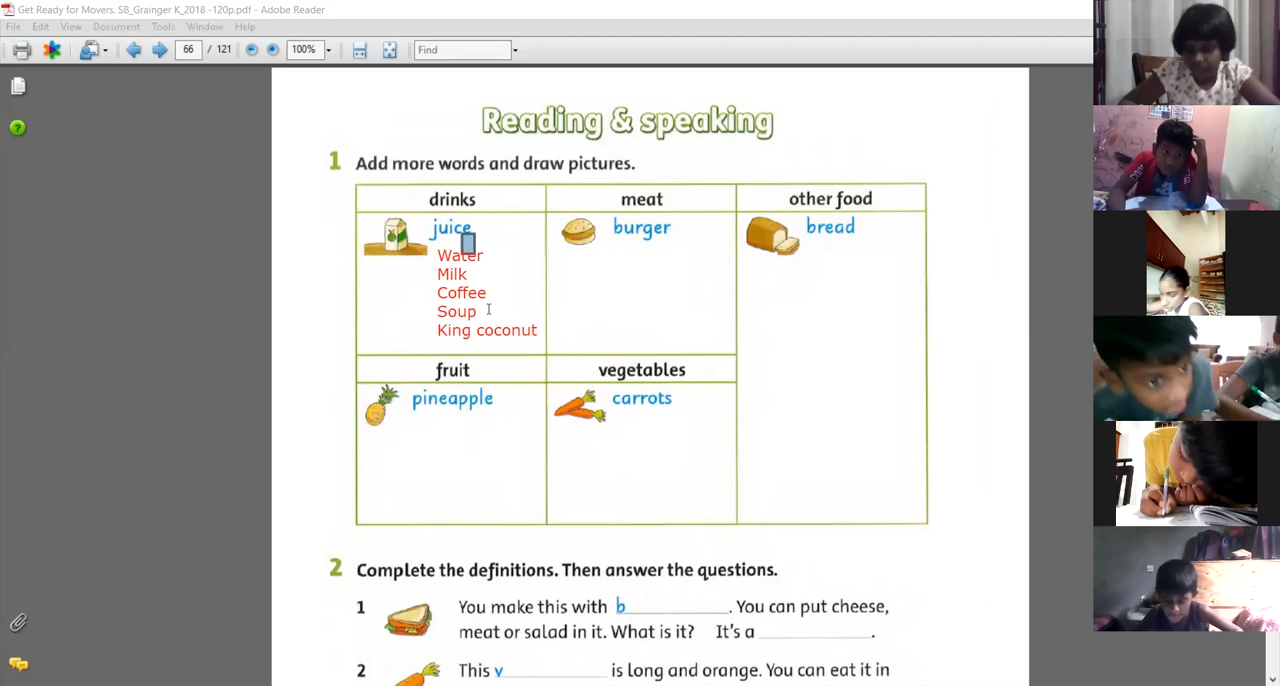 Get Ready for Movers. SB_Grainger K_2018 -120p.pdf - Adobe Reader
File Edit View Document Tools Window Help
66 / 121 100% Find
Reading & speaking
1 Add more words and draw pictures.
drinks meat other food
juice burger bread
Water
Milk
Coffee
Soup
King coconut
fruit vegetables
pineapple carrots
2 Complete the definitions. Then answer the questions.
1 You make this with b__________. You can put cheese,
meat or salad in it. What is it? It's a __________.
2 This v__________ is long and orange. You can eat it in